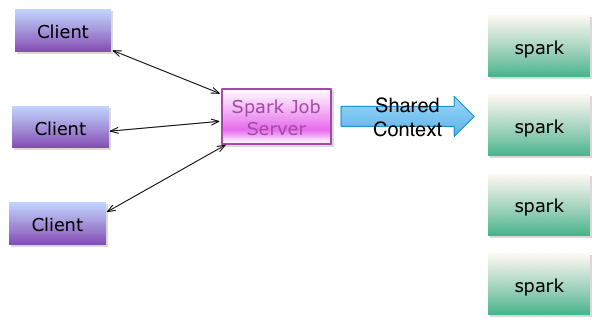 Client
Client
Client
Spark Job
Server
Shared
Context
spark
spark
spark
spark